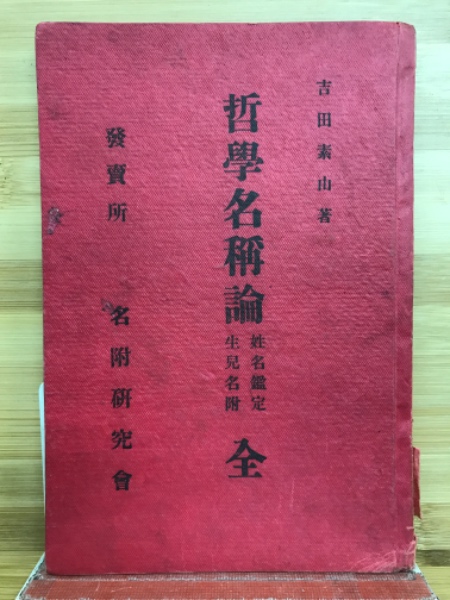 吉田素山著
哲學名稱論
姓名鑑定
生兒名附
全
發賣所 名附硏究會